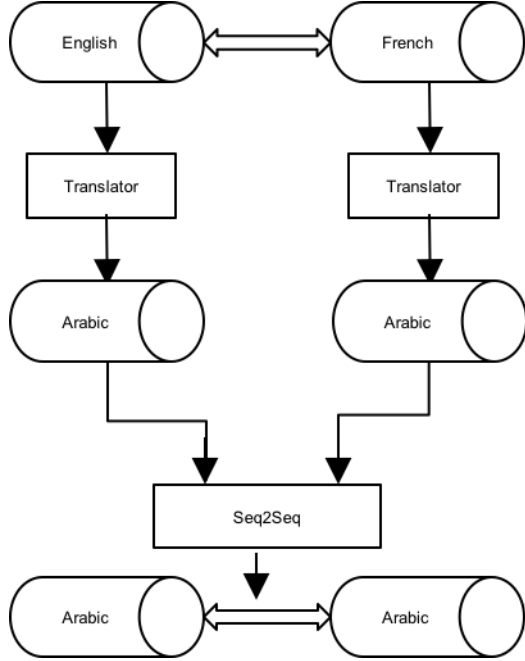 English
French
Translator
Translator
Arabic
Arabic
Seq2Seq
Arabic
Arabic